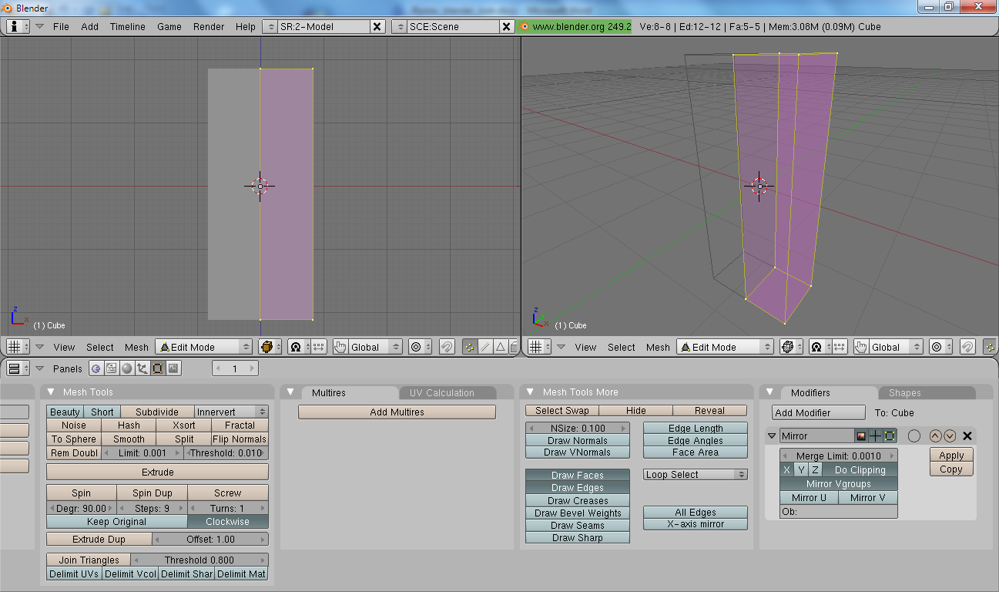 Blender
File Add Timeline Game Render Help SR:2-Model SCE:Scene www.blender.org 249.2 Ve:8-8 | Ed:12-12 | Fa:5-5 | Mem:3.08M (0.09M) Cube
z x (1) Cube
z x (1) Cube
View Select Mesh Edit Mode Global
View Select Mesh Edit Mode Global
Panels 1
Mesh Tools
Beauty Short Subdivide Innervert
Noise Hash Xsort Fractal
To Sphere Smooth Split Flip Normals
Rem Doubl Limit: 0.001 Threshold: 0.010
Extrude
Spin Spin Dup Screw
Degr: 90.00 Steps: 9 Turns: 1
Keep Original Clockwise
Extrude Dup Offset: 1.00
Join Triangles Threshold 0.800
Delimit UVs Delimit Vcol Delimit Shar Delimit Mat
Multires UV Calculation
Add Multires
Mesh Tools More
Select Swap Hide Reveal
NSize: 0.100
Draw Normals
Draw VNormals
Edge Length
Edge Angles
Face Area
Draw Faces
Draw Edges
Draw Creases
Draw Bevel Weights
Draw Seams
Draw Sharp
Loop Select
All Edges
X-axis mirror
Modifiers Shapes
Add Modifier To: Cube
Mirror
Merge Limit: 0.0010
X Y Z Do Clipping
Mirror Vgroups
Mirror U Mirror V
Ob:
Apply
Copy